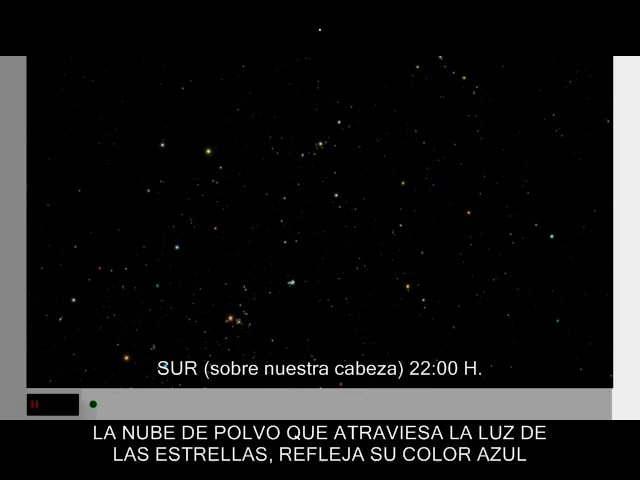 SUR (sobre nuestra cabeza) 22:00 H.
LA NUBE DE POLVO QUE ATRAVIESA LA LUZ DE
LAS ESTRELLAS, REFLEJA SU COLOR AZUL